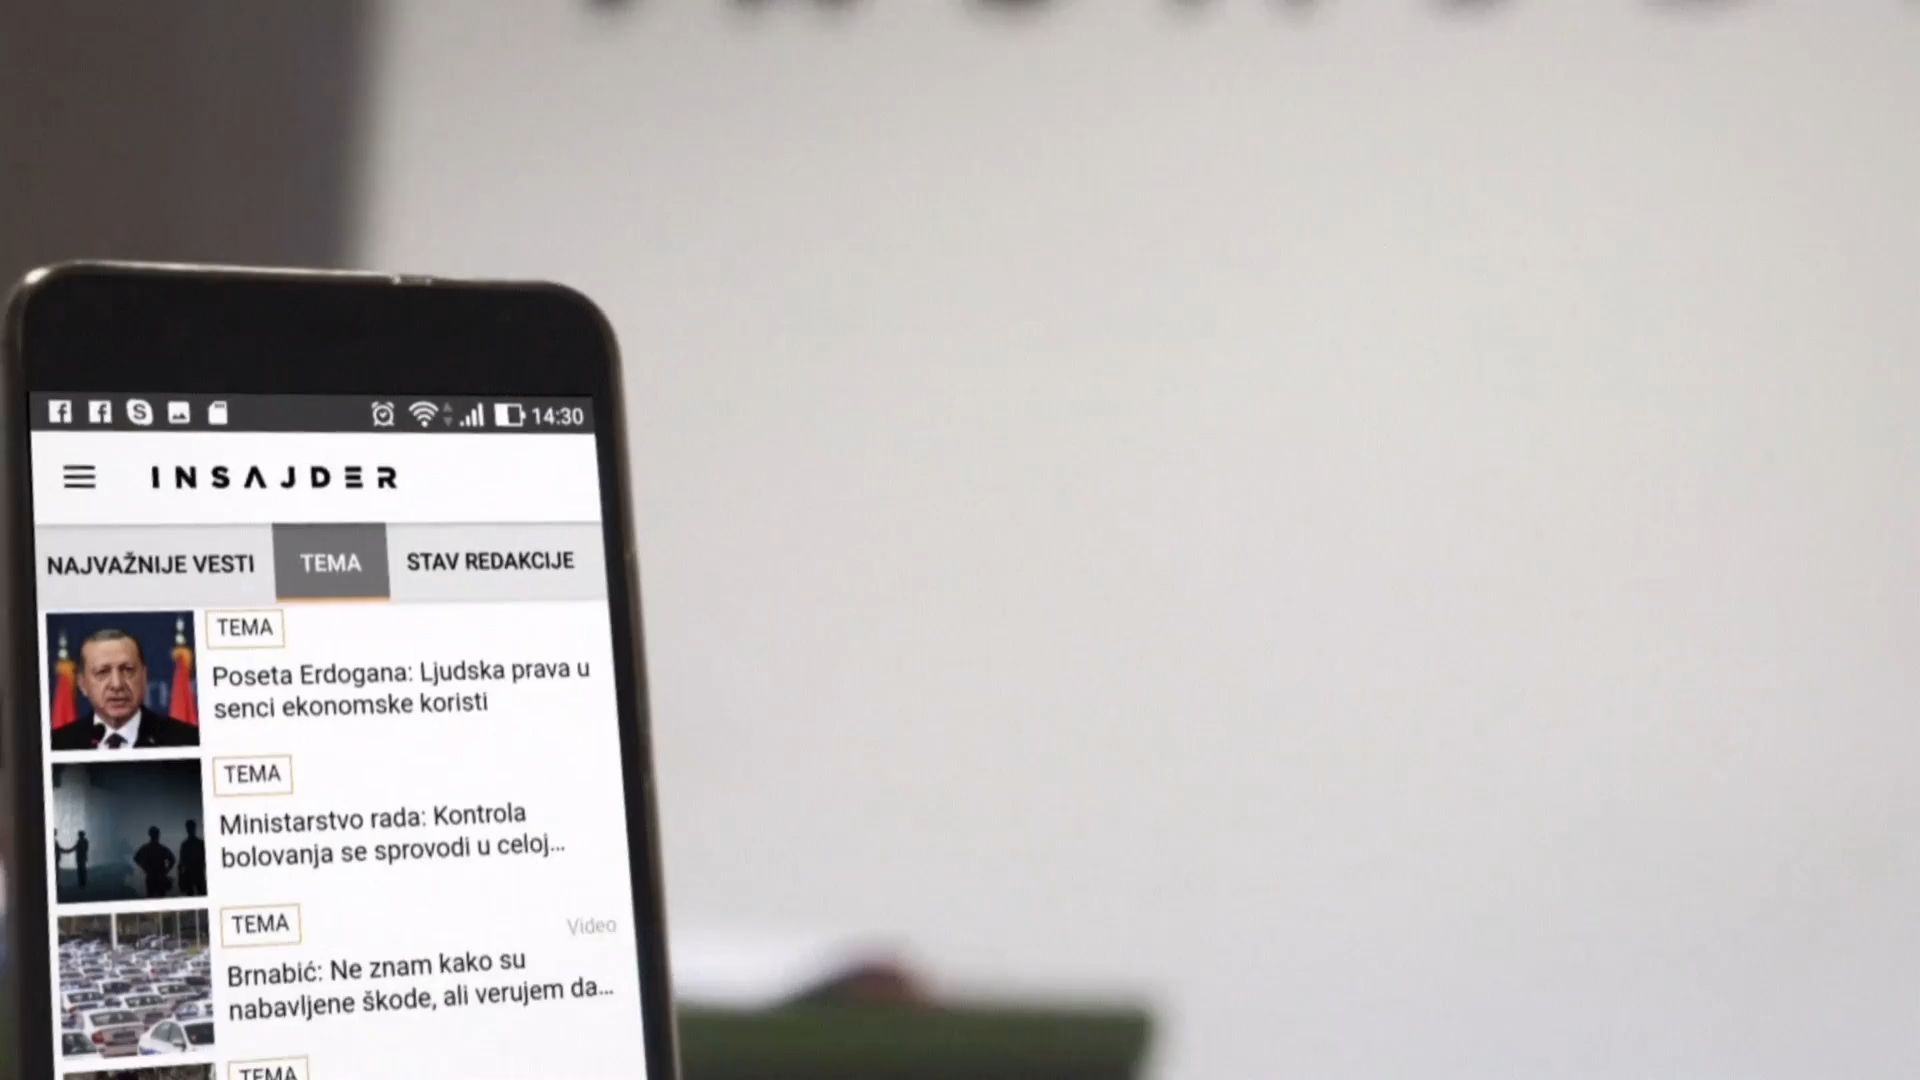 14:30
INSAJDER
NAJVAŽNIJE VESTI TEMA STAV REDAKCIJE
TEMA
Poseta Erdogana: Ljudska prava u
senci ekonomske koristi
TEMA
Ministarstvo rada: Kontrola
bolovanja se sprovodi u celoj...
TEMA Video
Brnabić: Ne znam kako su
nabavljene škode, ali verujem da...
TEMA